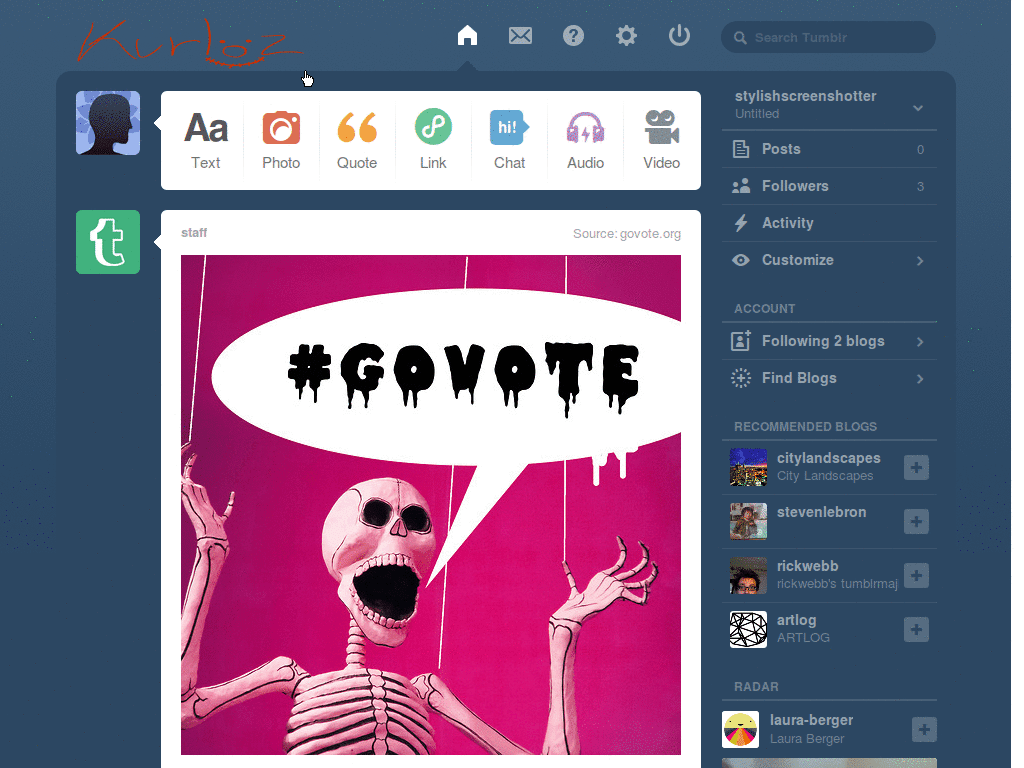 Kurloz
Search Tumblr
Aa
Text
Photo
Quote
Link
hi!
Chat
Audio
Video
t
staff
Source: govote.org
#GOVOTE
stylishscreenshotter
Untitled
Posts 0
Followers 3
Activity
Customize
ACCOUNT
Following 2 blogs
Find Blogs
RECOMMENDED BLOGS
citylandscapes
City Landscapes
stevenlebron
rickwebb
rickwebb's tumblrmaj
artlog
ARTLOG
RADAR
laura-berger
Laura Berger